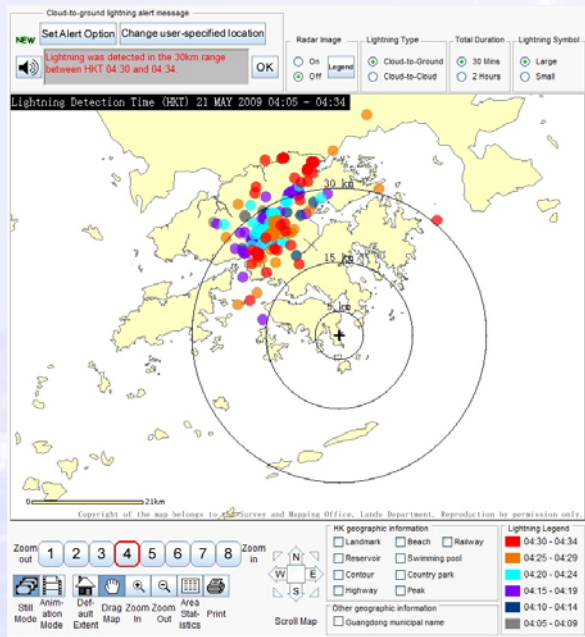 Cloud-to-ground lightning alert message
NEW
Set Alert Option
Change user-specified location
Lightning was detected in the 30km range
between HKT 04:30 and 04:34.
OK
Radar Image
On
Off
Legend
Lightning Type
Cloud-to-Ground
Cloud-to-Cloud
Total Duration
30 Mins
2 Hours
Lightning Symbol
Large
Small
Lightning Detection Time (HKT) 21 MAY 2009 04:05 - 04:34
30 km
15 km
5 km
0
21km
Copyright of the map belongs to the Survey and Mapping Office, Lands Department. Reproduction by permission only.
Zoom out
1 2 3 4 5 6 7 8
Zoom in
Still Mode
Anim-ation Mode
Def-ault Extent
Drag Map
Zoom In
Zoom Out
Area Stat-istics
Print
N
W
E
S
Scroll Map
HK geographic information
Landmark
Beach
Railway
Reservoir
Swimming pool
Contour
Country park
Highway
Peak
Other geographic information
Guangdong municipal name
Lightning Legend
04:30 - 04:34
04:25 - 04:29
04:20 - 04:24
04:15 - 04:19
04:10 - 04:14
04:05 - 04:09